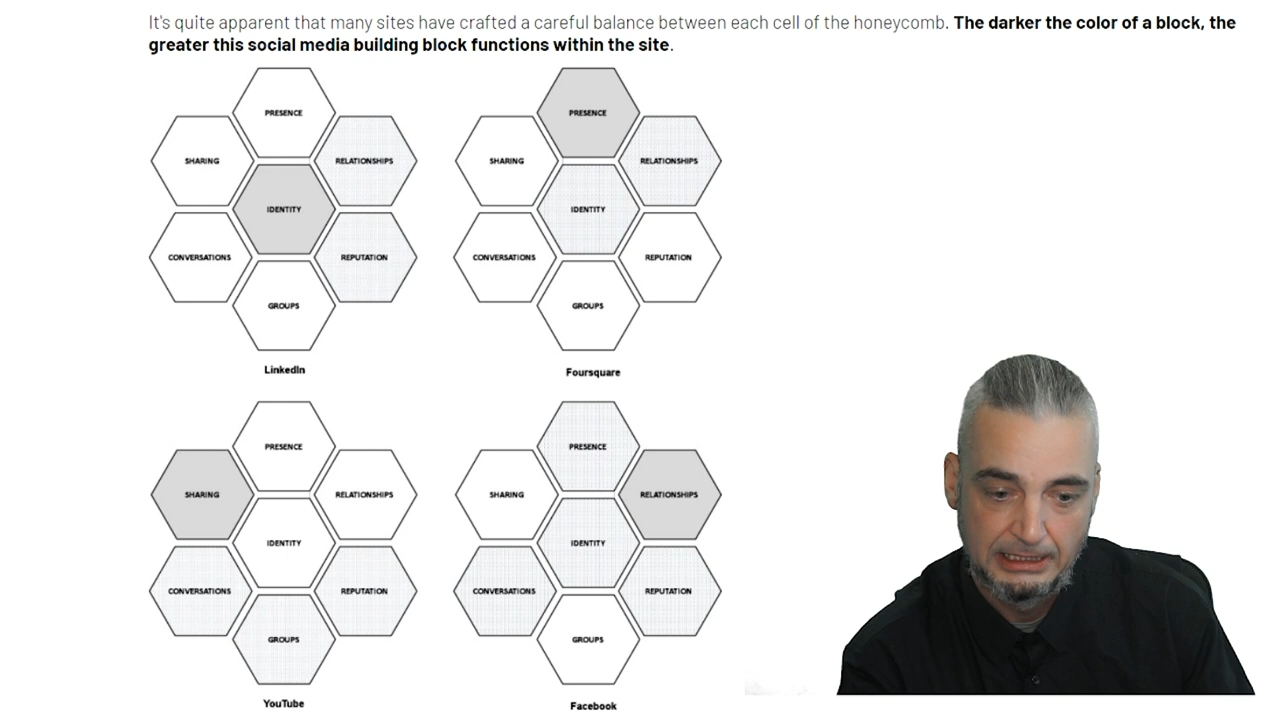 It's quite apparent that many sites have crafted a careful balance between each cell of the honeycomb. The darker the color of a block, the
greater this social media building block functions within the site.
PRESENCE
SHARING
RELATIONSHIPS
IDENTITY
CONVERSATIONS
REPUTATION
GROUPS
LinkedIn
PRESENCE
SHARING
RELATIONSHIPS
IDENTITY
CONVERSATIONS
REPUTATION
GROUPS
Foursquare
PRESENCE
SHARING
RELATIONSHIPS
IDENTITY
CONVERSATIONS
REPUTATION
GROUPS
YouTube
PRESENCE
SHARING
RELATIONSHIPS
IDENTITY
CONVERSATIONS
REPUTATION
GROUPS
Facebook